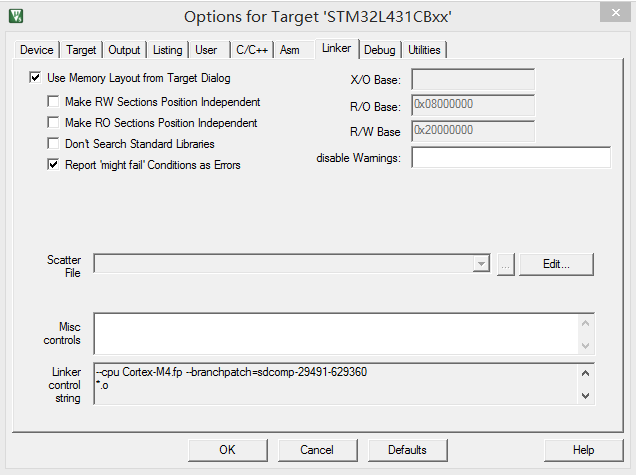 Options for Target 'STM32L431CBxx'
Device Target Output Listing User C/C++ Asm Linker Debug Utilities
Use Memory Layout from Target Dialog
Make RW Sections Position Independent
Make RO Sections Position Independent
Don't Search Standard Libraries
Report 'might fail' Conditions as Errors
X/O Base:
R/O Base: 0x08000000
R/W Base 0x20000000
disable Warnings:
Scatter
File
...
Edit...
Misc
controls
Linker
control
string
--cpu Cortex-M4.fp --branchpatch=sdcomp-29491-629360
*.o
OK Cancel Defaults Help